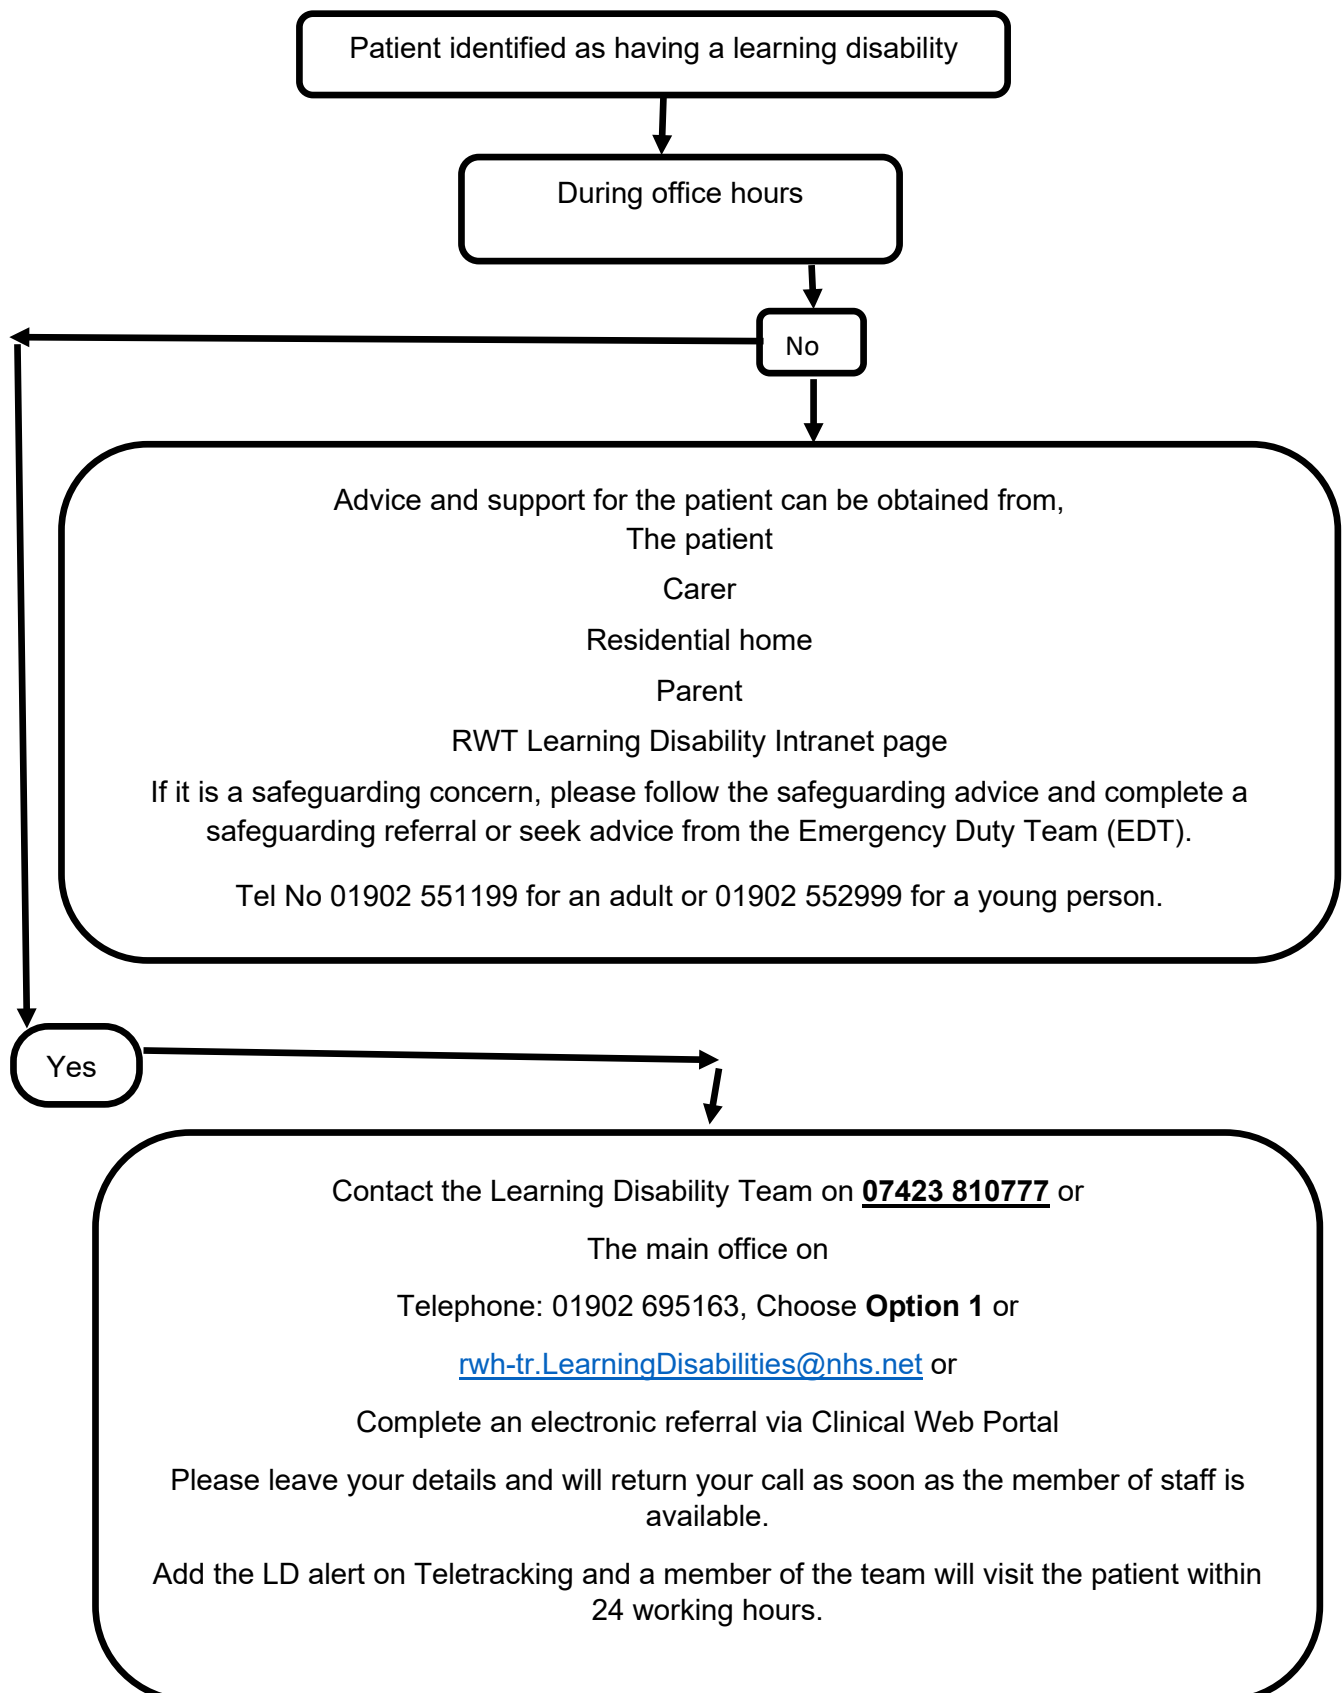 Patient identified as having a learning disability
During office hours
No
Advice and support for the patient can be obtained from,
The patient
Carer
Residential home
Parent
RWT Learning Disability Intranet page
If it is a safeguarding concern, please follow the safeguarding advice and complete a
safeguarding referral or seek advice from the Emergency Duty Team (EDT).
Tel No 01902 551199 for an adult or 01902 552999 for a young person.
Yes
Contact the Learning Disability Team on 07423 810777 or
The main office on
Telephone: 01902 695163, Choose Option 1 or
rwh-tr.LearningDisabilities@nhs.net or
Complete an electronic referral via Clinical Web Portal
Please leave your details and will return your call as soon as the member of staff is
available.
Add the LD alert on Teletracking and a member of the team will visit the patient within
24 working hours.